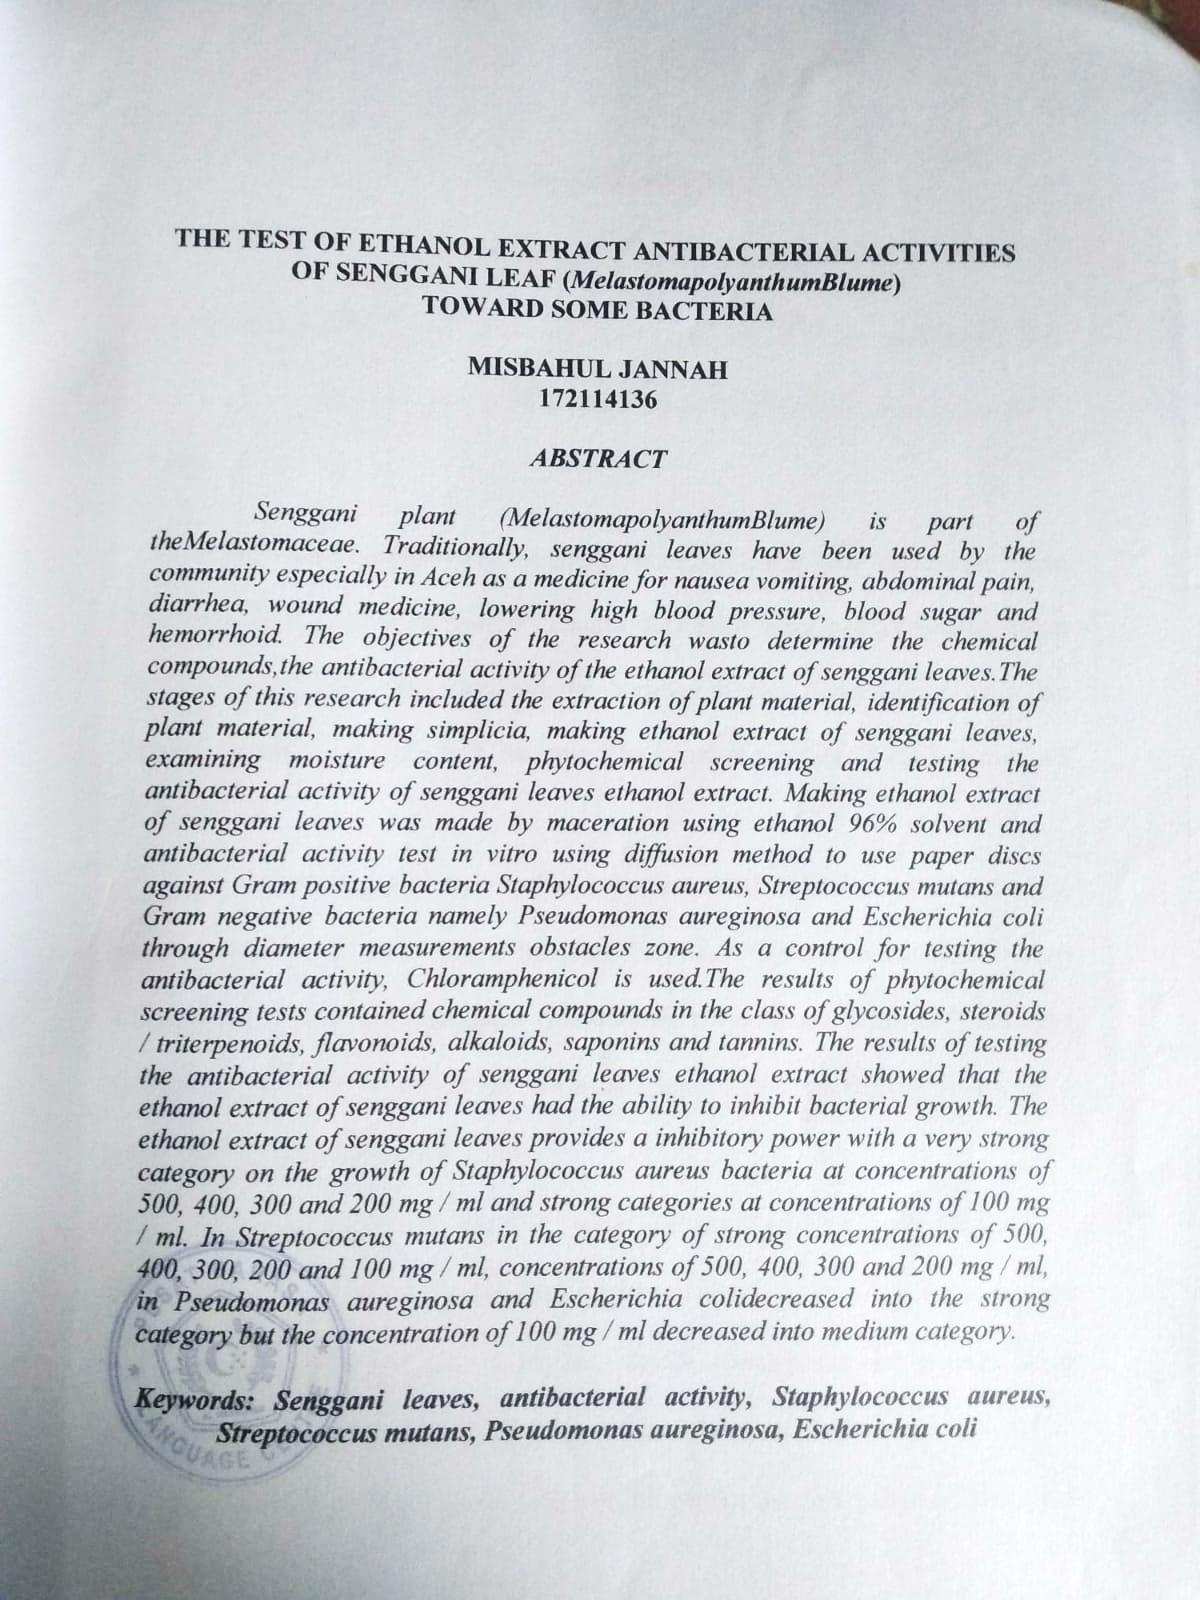 THE TEST OF ETHANOL EXTRACT ANTIBACTERIAL ACTIVITIES
OF SENGGANI LEAF (MelastomapolyanthumBlume)
TOWARD SOME BACTERIA
MISBAHUL JANNAH
172114136
ABSTRACT
Senggani plant (MelastomapolyanthumBlume) is part of
theMelastomaceae. Traditionally, senggani leaves have been used by the
community especially in Aceh as a medicine for nausea vomiting, abdominal pain,
diarrhea, wound medicine, lowering high blood pressure, blood sugar and
hemorrhoid. The objectives of the research wasto determine the chemical
compounds,the antibacterial activity of the ethanol extract of senggani leaves.The
stages of this research included the extraction of plant material, identification of
plant material, making simplicia, making ethanol extract of senggani leaves,
examining moisture content, phytochemical screening and testing the
antibacterial activity of senggani leaves ethanol extract. Making ethanol extract
of senggani leaves was made by maceration using ethanol 96% solvent and
antibacterial activity test in vitro using diffusion method to use paper discs
against Gram positive bacteria Staphylococcus aureus, Streptococcus mutans and
Gram negative bacteria namely Pseudomonas aureginosa and Escherichia coli
through diameter measurements obstacles zone. As a control for testing the
antibacterial activity, Chloramphenicol is used.The results of phytochemical
screening tests contained chemical compounds in the class of glycosides, steroids
/ triterpenoids, flavonoids, alkaloids, saponins and tannins. The results of testing
the antibacterial activity of senggani leaves ethanol extract showed that the
ethanol extract of senggani leaves had the ability to inhibit bacterial growth. The
ethanol extract of senggani leaves provides a inhibitory power with a very strong
category on the growth of Staphylococcus aureus bacteria at concentrations of
500, 400, 300 and 200 mg / ml and strong categories at concentrations of 100 mg
/ ml. In Streptococcus mutans in the category of strong concentrations of 500,
400, 300, 200 and 100 mg / ml, concentrations of 500, 400, 300 and 200 mg / ml,
in Pseudomonas aureginosa and Escherichia colidecreased into the strong
category but the concentration of 100 mg / ml decreased into medium category.
Keywords: Senggani leaves, antibacterial activity, Staphylococcus aureus,
Streptococcus mutans, Pseudomonas aureginosa, Escherichia coli
LANGUAGE